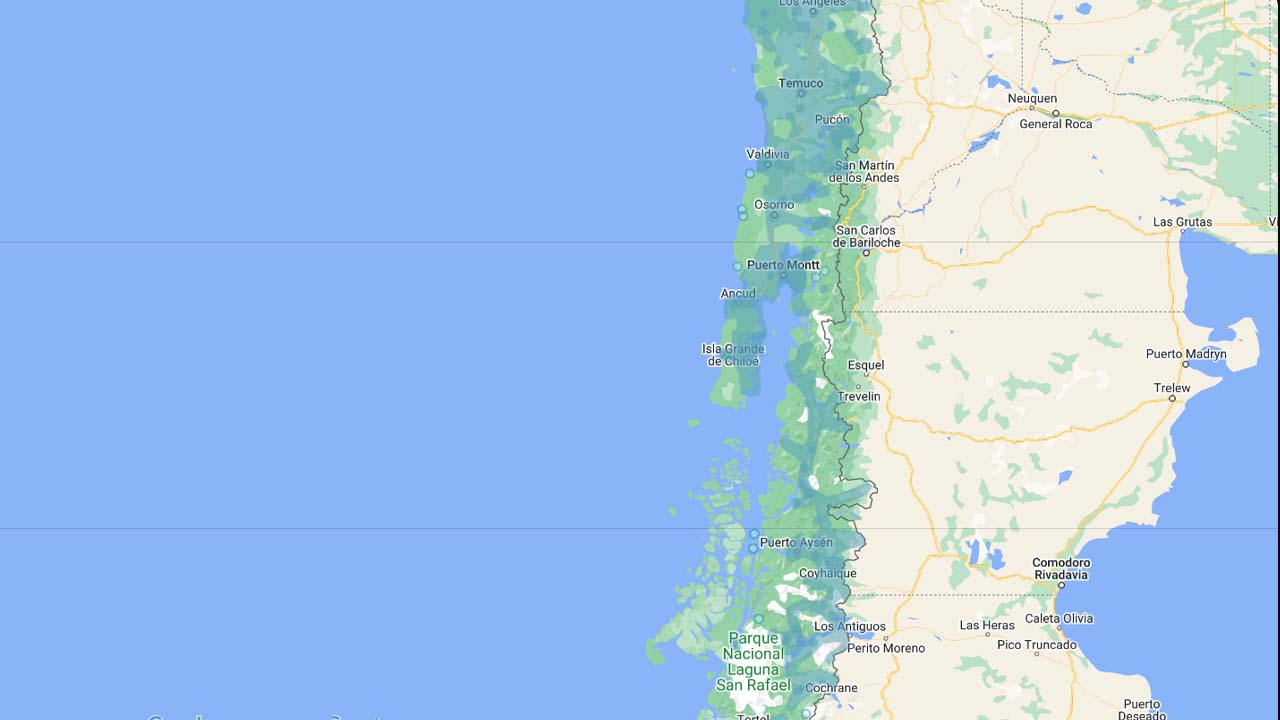 Los Ángeles
Temuco
Neuquen
Pucón
General Roca
Valdivia
San Martín
de los Andes
Osorno
Las Grutas
San Carlos
de Bariloche
Puerto Montt
Ancud
Isla Grande
de Chiloé
Puerto Madryn
Esquel
Trelew
Trevelin
Puerto Aysén
Comodoro
Rivadavia
Coyhaique
Caleta Olivia
Los Antiguos
Las Heras
Perito Moreno
Pico Truncado
Parque
Nacional
Laguna
San Rafael
Cochrane
Puerto
Deseado
Tortel